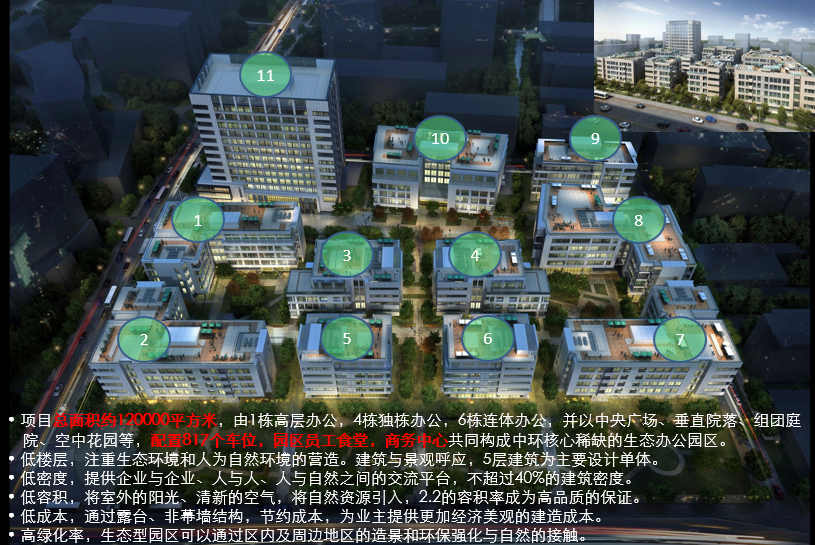 11
10
9
1
8
3
4
2
5
6
7
• 项目总面积约120000平方米，由1栋高层办公，4栋独栋办公，6栋连体办公，并以中央广场、垂直院落、组团庭
院、空中花园等，配置817个车位，园区员工食堂，商务中心共同构成中环核心稀缺的生态办公园区。
• 低楼层，注重生态环境和人为自然环境的营造。建筑与景观呼应，5层建筑为主要设计单体。
• 低密度，提供企业与企业、人与人、人与自然之间的交流平台，不超过40%的建筑密度。
• 低容积，将室外的阳光、清新的空气，将自然资源引入，2.2的容积率成为高品质的保证。
• 低成本，通过露台、非幕墙结构，节约成本，为业主提供更加经济美观的建造成本。
• 高绿化率，生态型园区可以通过区内及周边地区的造景和环保强化与自然的接触。